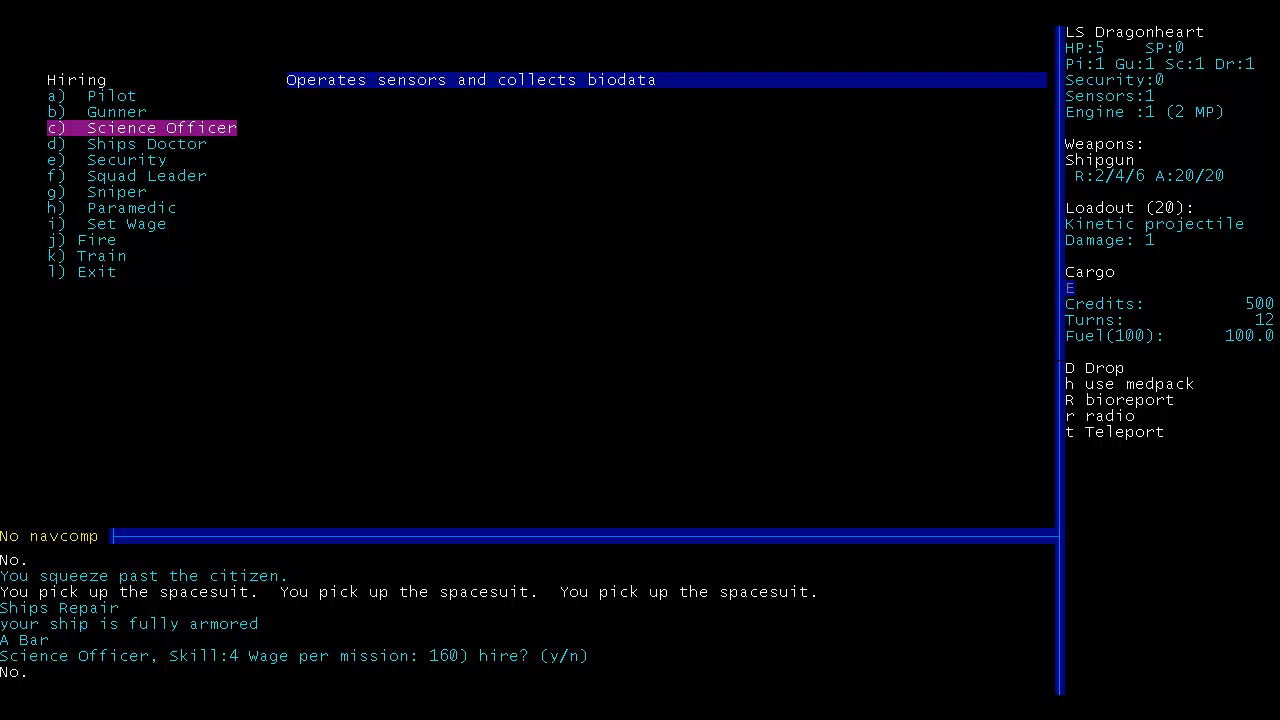 Hiring
Operates sensors and collects biodata
a) Pilot
b) Gunner
c) Science Officer
d) Ships Doctor
e) Security
f) Squad Leader
g) Sniper
h) Paramedic
i) Set Wage
j) Fire
k) Train
l) Exit
LS Dragonheart
HP:5 SP:0
Pi:1 Gu:1 Sc:1 Dr:1
Security:0
Sensors:1
Engine :1 (2 MP)
Weapons:
Shipgun
R:2/4/6 A:20/20
Loadout (20):
Kinetic projectile
Damage: 1
Cargo
E
Credits: 500
Turns: 12
Fuel(100): 100.0
D Drop
h use medpack
R bioreport
r radio
t Teleport
No navcomp
No.
You squeeze past the citizen.
You pick up the spacesuit. You pick up the spacesuit. You pick up the spacesuit.
Ships Repair
your ship is fully armored
A Bar
Science Officer, Skill:4 Wage per mission: 160) hire? (y/n)
No.